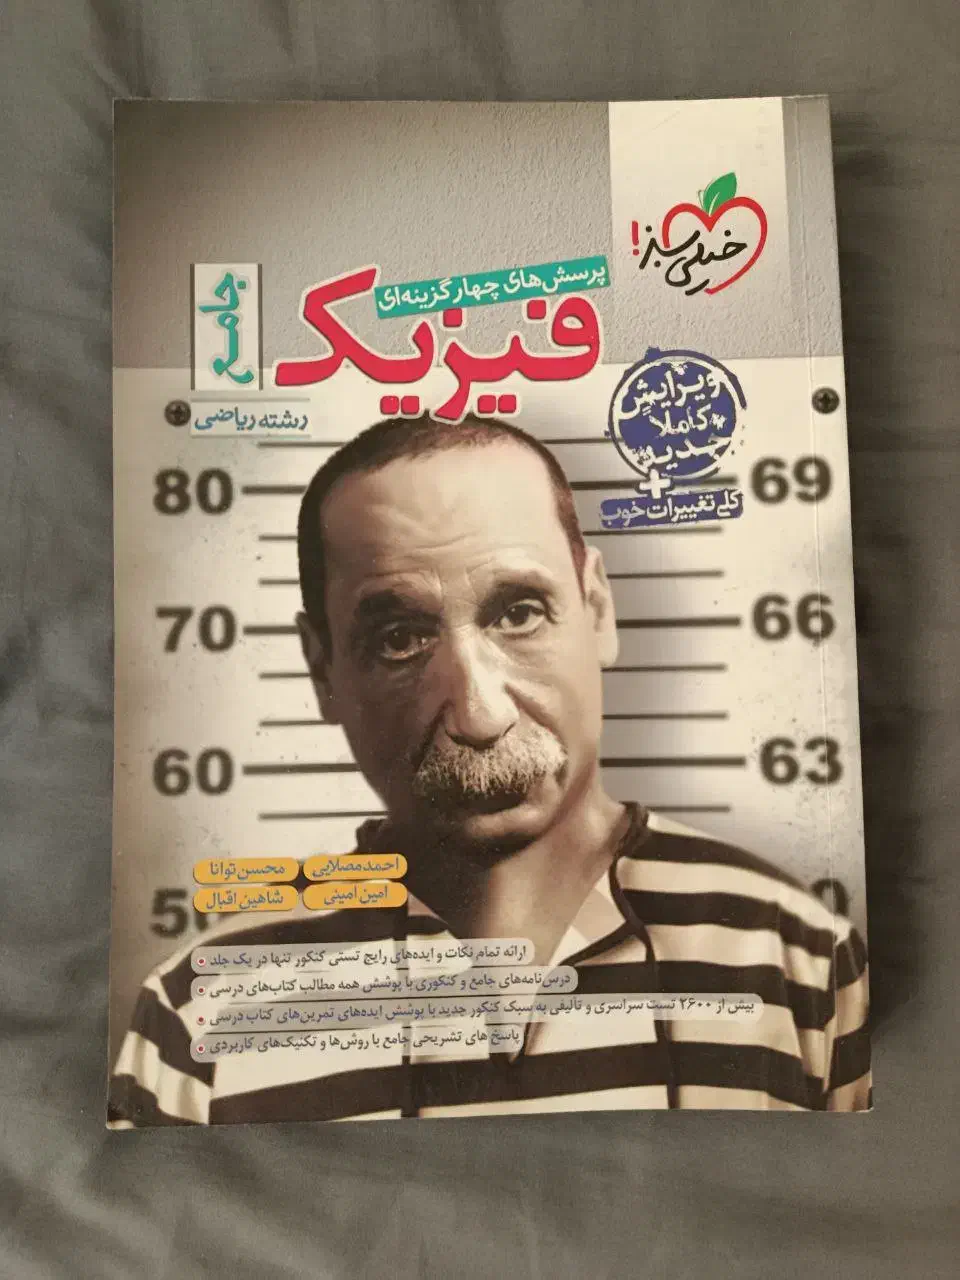 خیلی سبز!
پرسش‌های چهارگزینه‌ای
فیزیک
جامع
رشته ریاضی
ویرایش
کاملاً
جدید
+
کلی تغییرات خوب
80
69
70
66
60
63
احمد مصلایی
محسن توانا
امین امینی
شاهین اقبال
ارائه تمام نکات و ایده‌های رایج تستی کنکور تنها در یک جلد
درس‌نامه‌های جامع و کنکوری با پوشش همه مطالب کتاب‌های درسی
بیش از ۲۶۰۰ تست سراسری و تألیفی به سبک کنکور جدید با پوشش ایده‌های تمرین‌های کتاب درسی
پاسخ های تشریحی جامع با روش‌ها و تکنیک‌های کاربردی